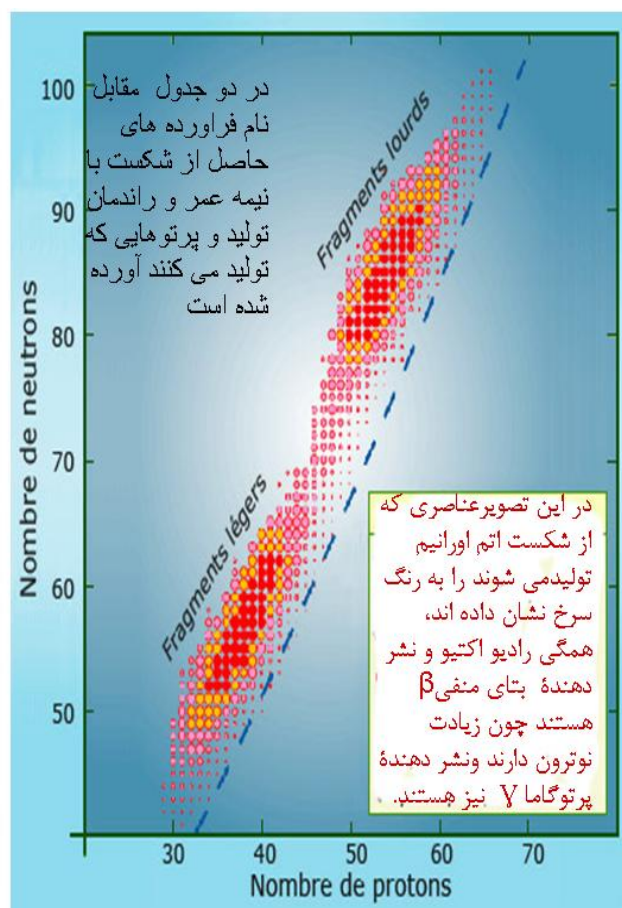 در دو جدول مقابل
نام فراورده های
حاصل از شکست با
نیمه عمر و راندمان
تولید و پرتوهایی که
تولید می کنند آورده
شده است
Fragments lourds
Fragments légers
Nombre de neutrons
100
90
80
70
60
50
در این تصویرعناصری که
از شکست اتم اورانیم
تولیدمی شوند را به رنگ
سرخ نشان داده اند،
همگی رادیو اکتیو و نشر
دهندهٔ بتای منفیβ
هستند چون زیادت
نوترون دارند ونشر دهندهٔ
پرتوگاما γ نیز هستند.
30 40 50 60 70
Nombre de protons